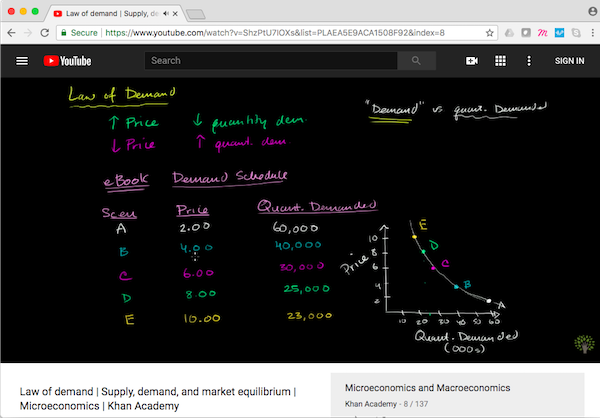 Law of demand | Supply, de
Secure https://www.youtube.com/watch?v=ShzPtU7IOXs&list=PLAEA5E9ACA1508F92&index=8
YouTube
Search
SIGN IN
Law of Demand
↑ Price ↓ quantity dem.
↓ Price ↑ quant. dem.
"Demand" vs quant. Demanded
eBook Demand Schedule
Scen Price Quant. Demanded
A 2.00 60,000
B 4.00 40,000
C 6.00 30,000
D 8.00 25,000
E 10.00 23,000
Price
10
8
6
4
2
E
D
C
B
A
10 20 30 40 50 60
Quant. Demanded
(000s)
Law of demand | Supply, demand, and market equilibrium |
Microeconomics | Khan Academy
Microeconomics and Macroeconomics
Khan Academy - 8 / 137